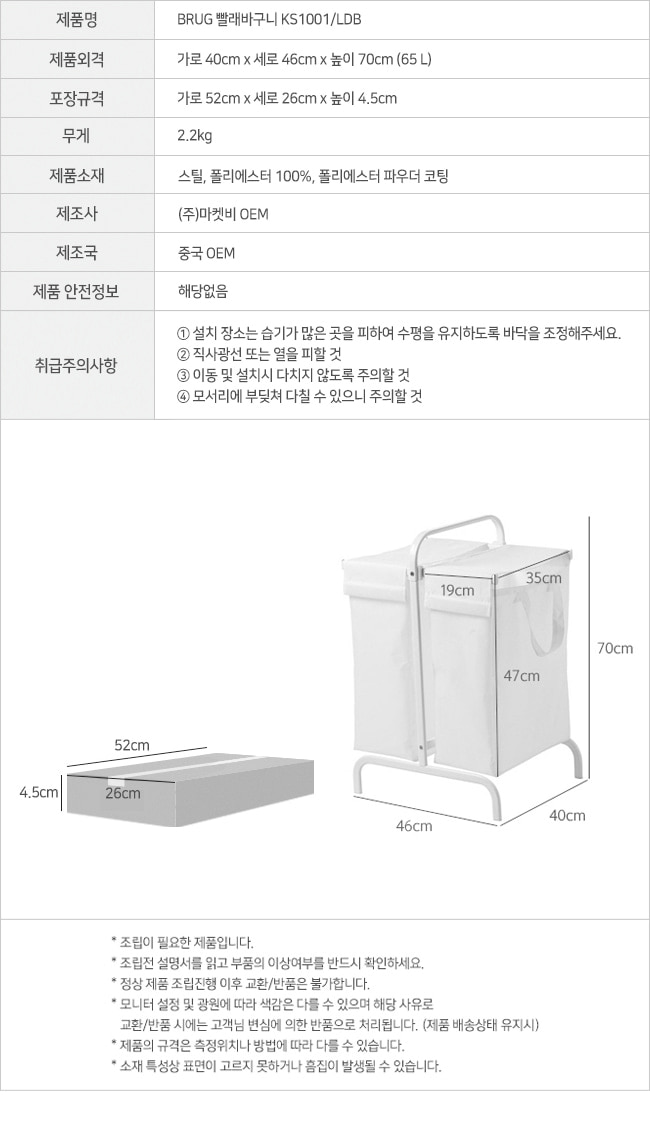 제품명 BRUG 빨래바구니 KS1001/LDB
제품외격 가로 40cm x 세로 46cm x 높이 70cm (65 L)
포장규격 가로 52cm x 세로 26cm x 높이 4.5cm
무게 2.2kg
제품소재 스틸, 폴리에스터 100%, 폴리에스터 파우더 코팅
제조사 (주)마켓비 OEM
제조국 중국 OEM
제품 안전정보 해당없음
취급주의사항
① 설치 장소는 습기가 많은 곳을 피하여 수평을 유지하도록 바닥을 조정해주세요.
② 직사광선 또는 열을 피할 것
③ 이동 및 설치시 다치지 않도록 주의할 것
④ 모서리에 부딪쳐 다칠 수 있으니 주의할 것
19cm
35cm
70cm
47cm
52cm
4.5cm
26cm
46cm
40cm
* 조립이 필요한 제품입니다.
* 조립전 설명서를 읽고 부품의 이상여부를 반드시 확인하세요.
* 정상 제품 조립진행 이후 교환/반품은 불가합니다.
* 모니터 설정 및 광원에 따라 색감은 다를 수 있으며 해당 사유로
교환/반품 시에는 고객님 변심에 의한 반품으로 처리됩니다. (제품 배송상태 유지시)
* 제품의 규격은 측정위치나 방법에 따라 다를 수 있습니다.
* 소재 특성상 표면이 고르지 못하거나 흠집이 발생될 수 있습니다.